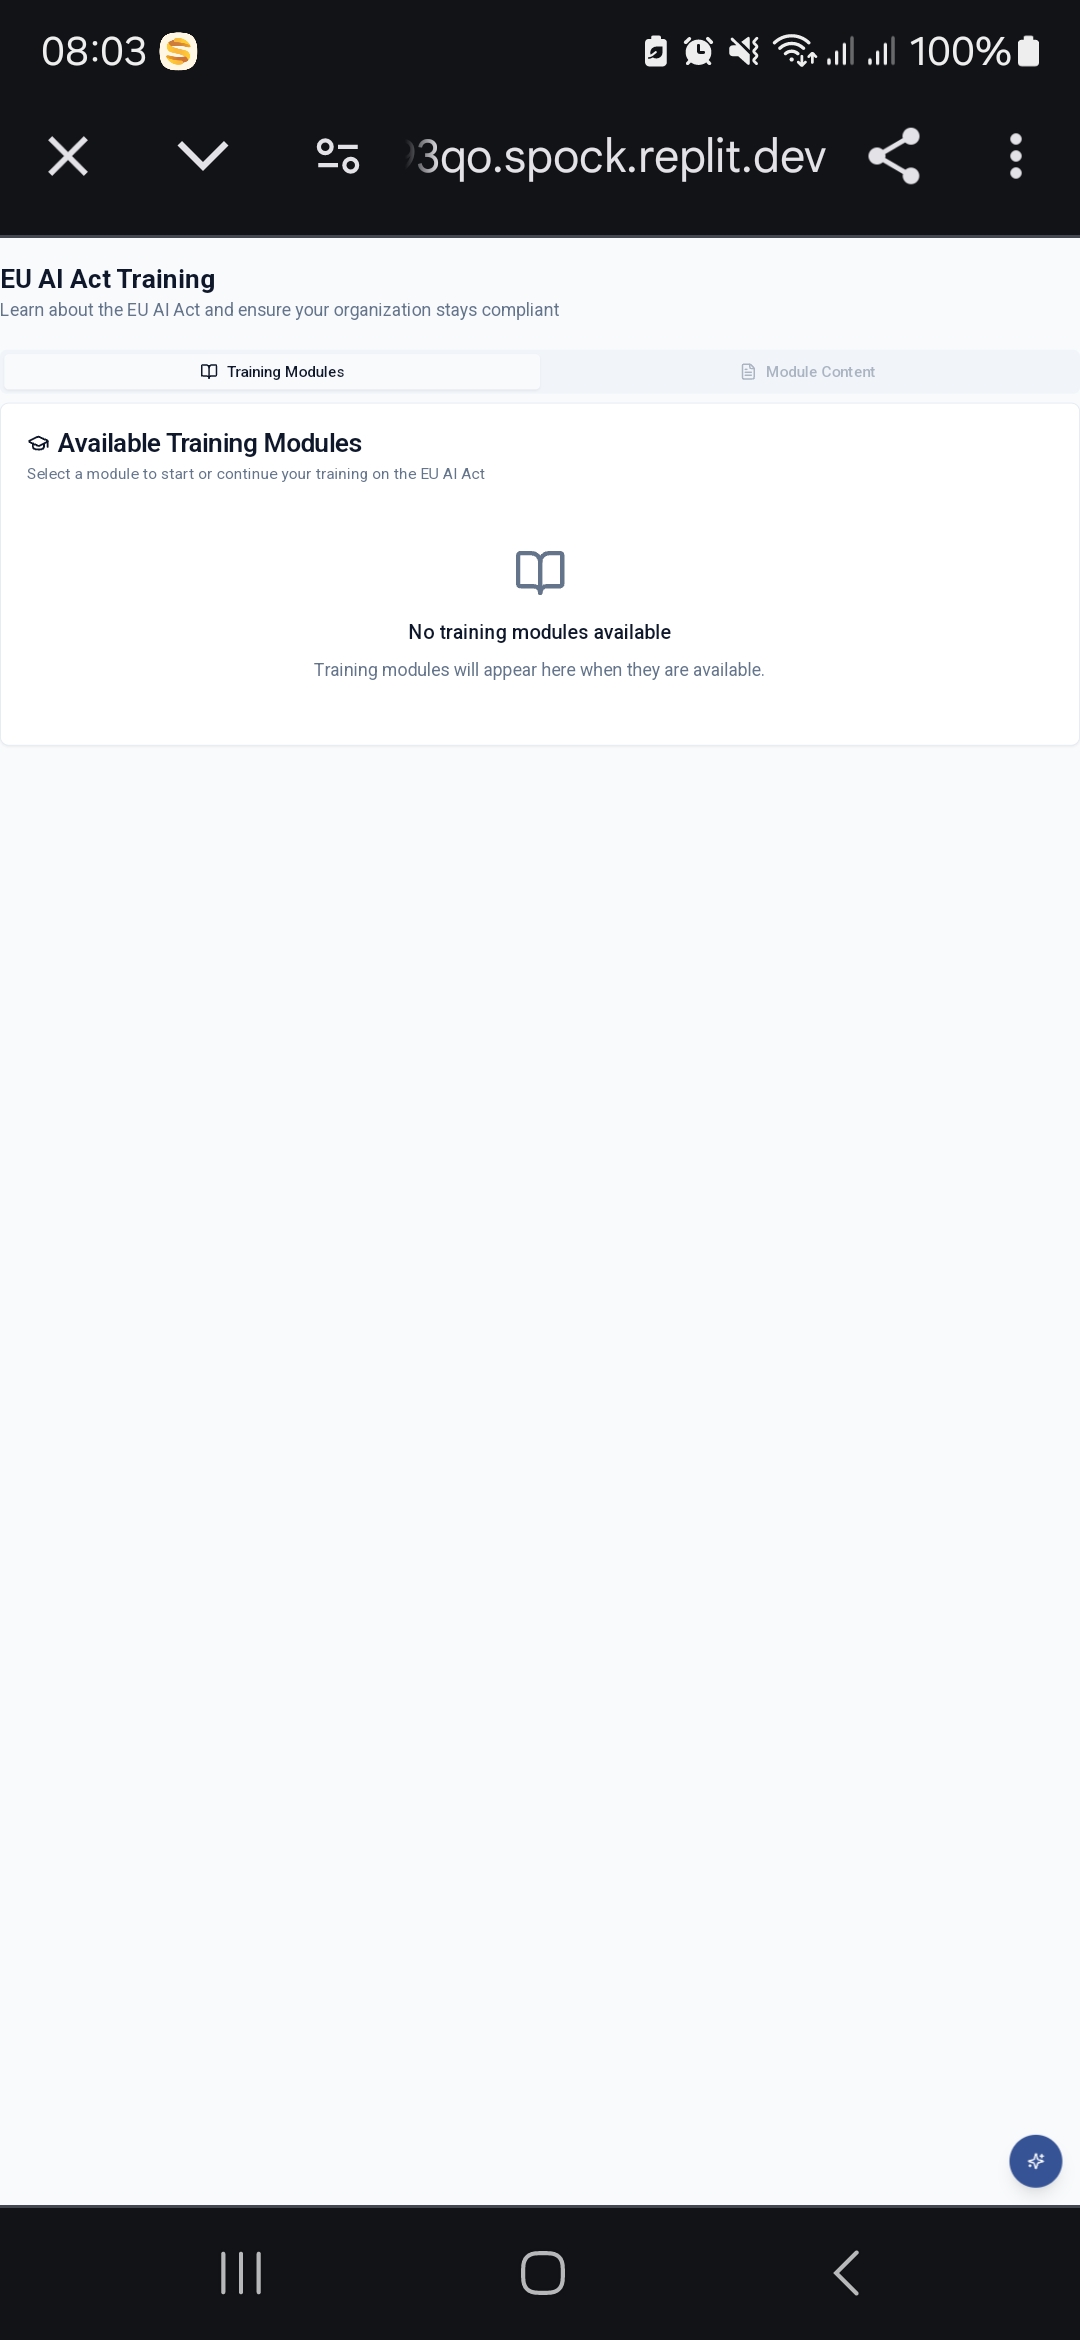 08:03
100%
3qo.spock.replit.dev
EU AI Act Training
Learn about the EU AI Act and ensure your organization stays compliant
Training Modules
Module Content
Available Training Modules
Select a module to start or continue your training on the EU AI Act
No training modules available
Training modules will appear here when they are available.